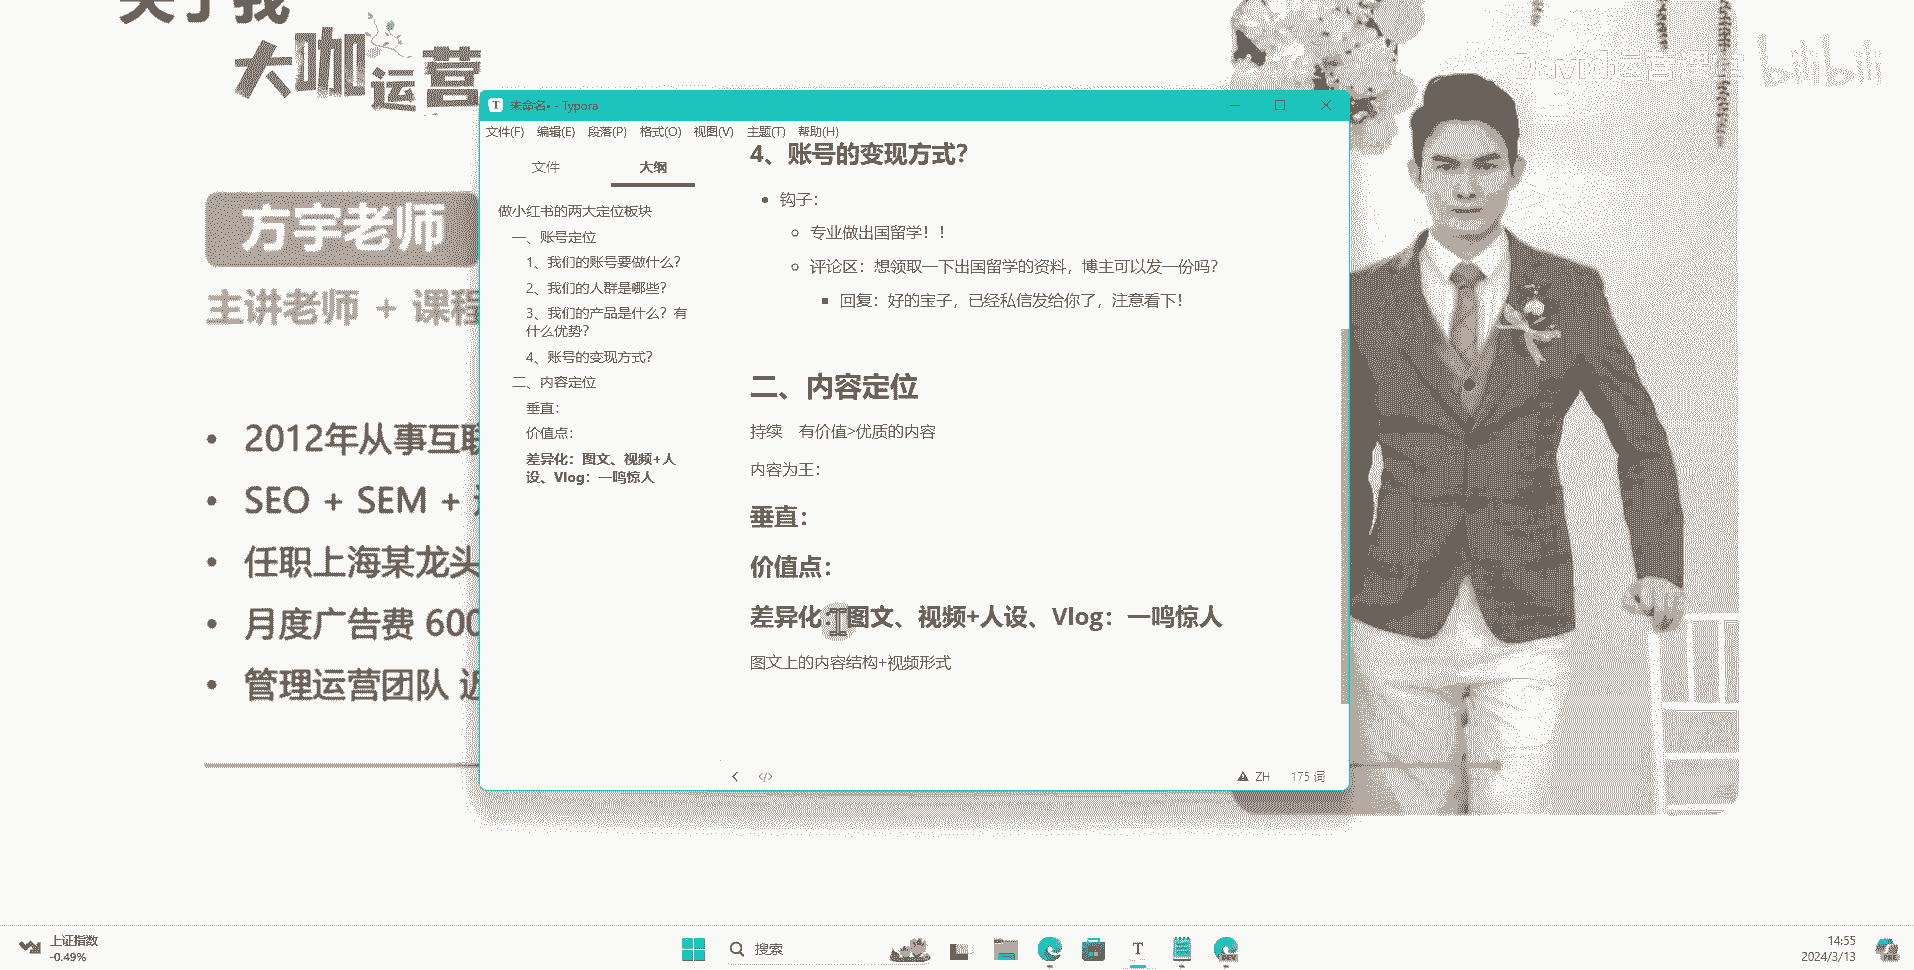 关于我
大咖运营
David运营课堂
bilibili
方宇老师
主讲老师 + 课程
2012年从事互联
SEO + SEM +
任职上海某龙头
月度广告费 600
管理运营团队 近
未命名• - Typora
文件(F) 编辑(E) 段落(P) 格式(O) 视图(V) 主题(T) 帮助(H)
文件 大纲
做小红书的两大定位板块
一、账号定位
1、我们的账号要做什么?
2、我们的人群是哪些?
3、我们的产品是什么? 有
什么优势?
4、账号的变现方式?
二、内容定位
垂直:
价值点:
差异化: 图文、视频+人
设、Vlog: 一鸣惊人
4、账号的变现方式?
钩子:
专业做出国留学! !
评论区: 想领取一下出国留学的资料, 博主可以发一份吗?
回复: 好的宝子, 已经私信发给你了, 注意看下!
二、内容定位
持续 有价值>优质的内容
内容为王:
垂直:
价值点:
差异化: 图文、视频+人设、Vlog: 一鸣惊人
图文上的内容结构+视频形式
ZH 175 词
上证指数
-0.49%
搜索
T
DEV
14:55
2024/3/13
PRE